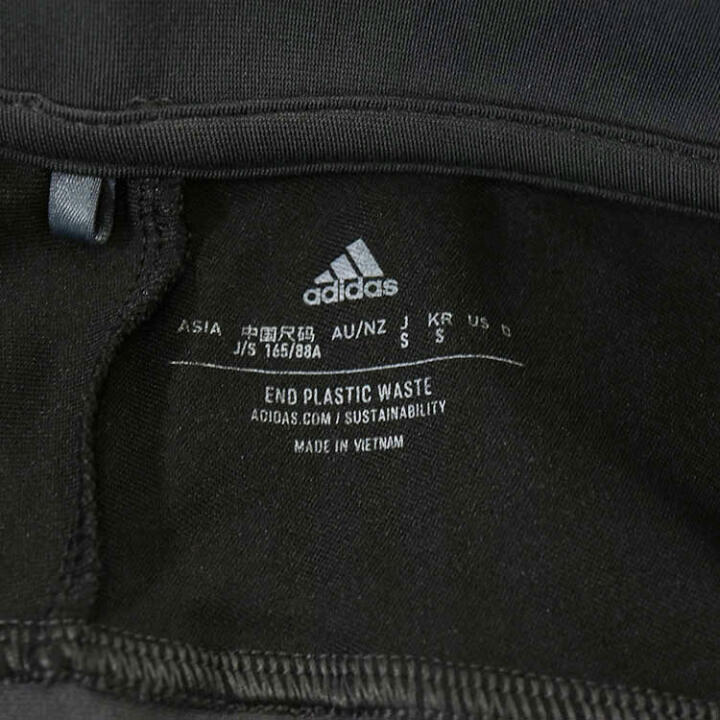 adidas
ASIA 中国尺码 AU/NZ J KR US D
J/S 165/88A S S
END PLASTIC WASTE
ADIDAS.COM / SUSTAINABILITY
MADE IN VIETNAM